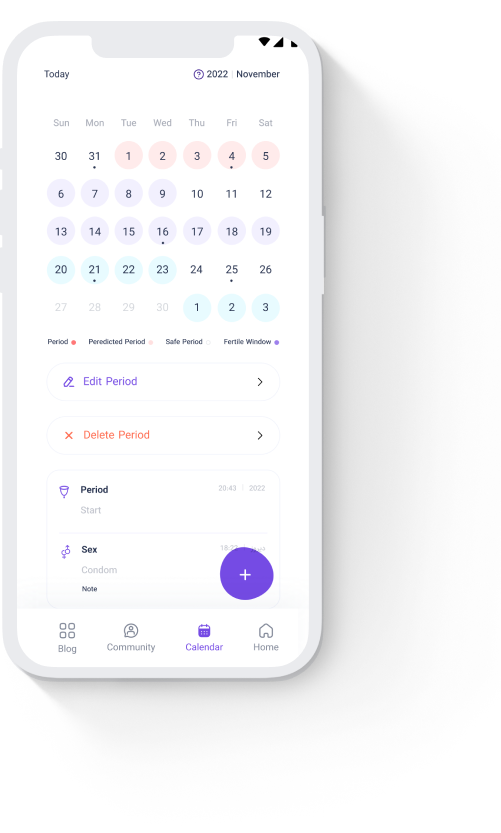 Today 2022 | November
Sun Mon Tue Wed Thu Fri Sat
30 31 1 2 3 4 5
6 7 8 9 10 11 12
13 14 15 16 17 18 19
20 21 22 23 24 25 26
27 28 29 30 1 2 3
Period Peredicted Period Safe Period Fertile Window
Edit Period
Delete Period
Period 20:43 | 2022
Start
Sex
Condom
Note
+
Blog Community Calendar Home